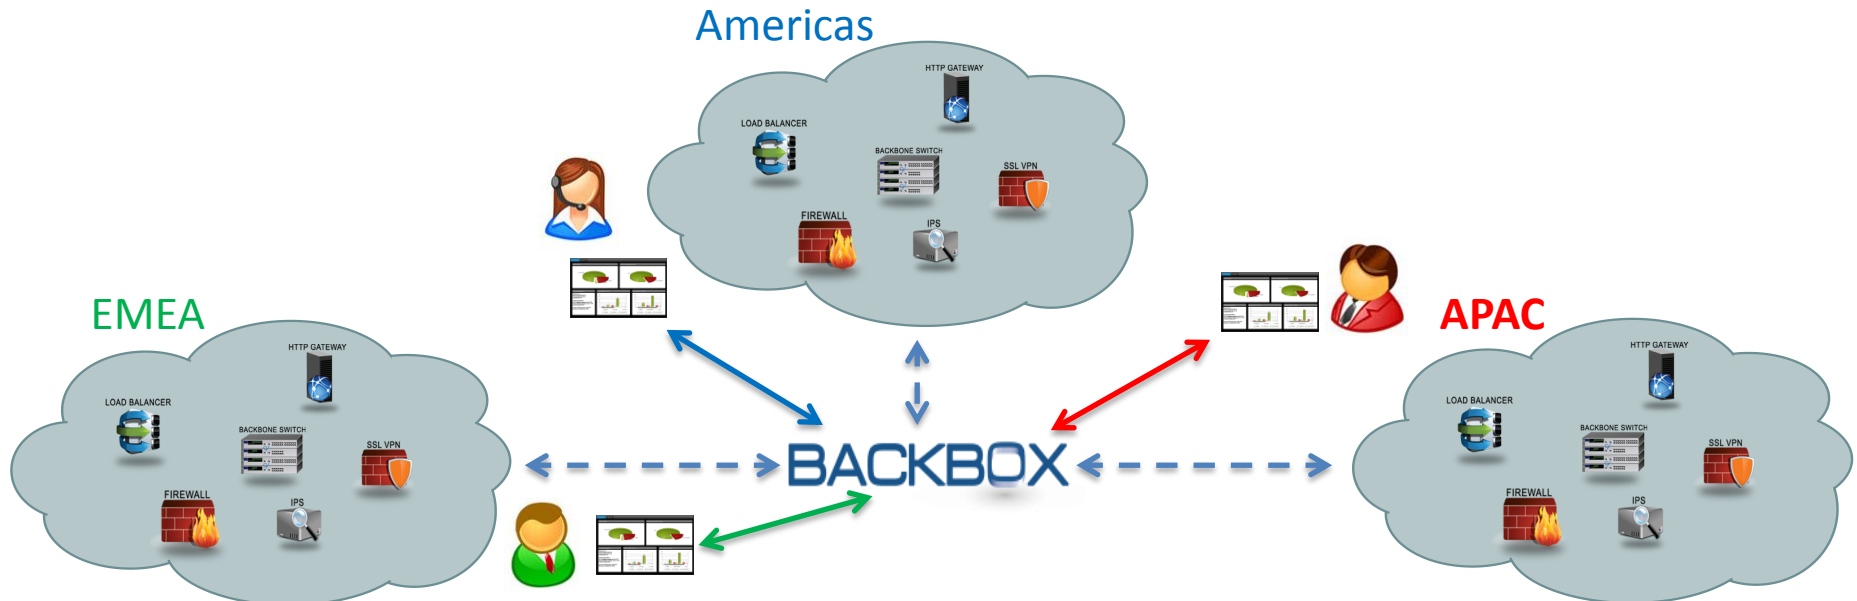 Americas
HTTP GATEWAY
LOAD BALANCER
BACKBONE SWITCH
SSL VPN
FIREWALL
IPS
EMEA
HTTP GATEWAY
LOAD BALANCER
BACKBONE SWITCH
SSL VPN
FIREWALL
IPS
APAC
HTTP GATEWAY
LOAD BALANCER
BACKBONE SWITCH
SSL VPN
FIREWALL
IPS
BACKBOX